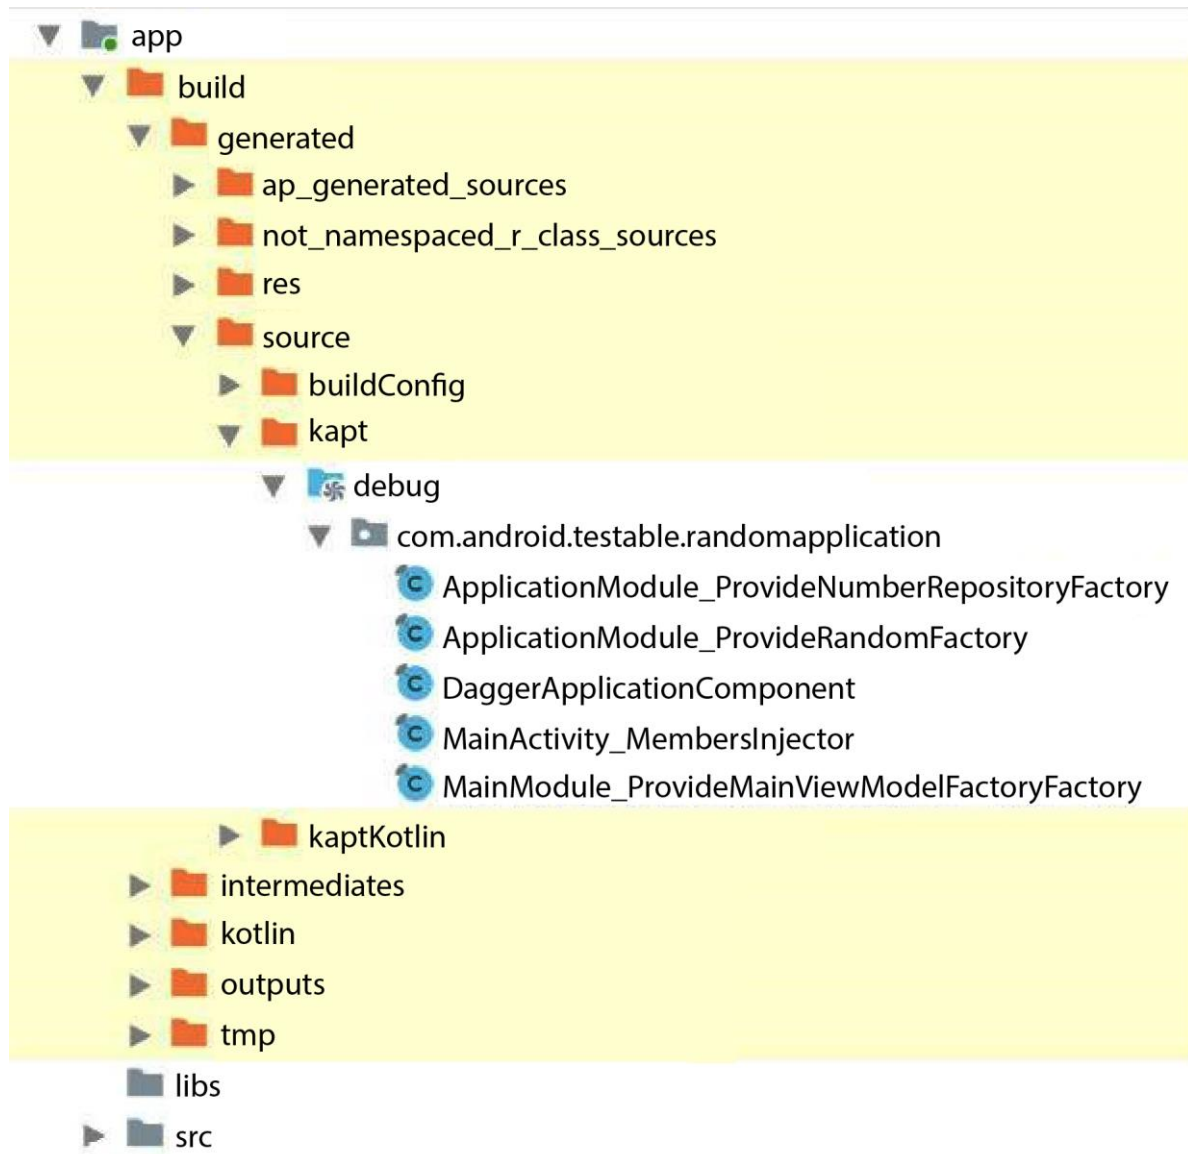 app
build
generated
ap_generated_sources
not_namespaced_r_class_sources
res
source
buildConfig
kapt
debug
com.android.testable.randomapplication
ApplicationModule_ProvideNumberRepositoryFactory
ApplicationModule_ProvideRandomFactory
DaggerApplicationComponent
MainActivity_MembersInjector
MainModule_ProvideMainViewModelFactoryFactory
kaptKotlin
intermediates
kotlin
outputs
tmp
libs
src